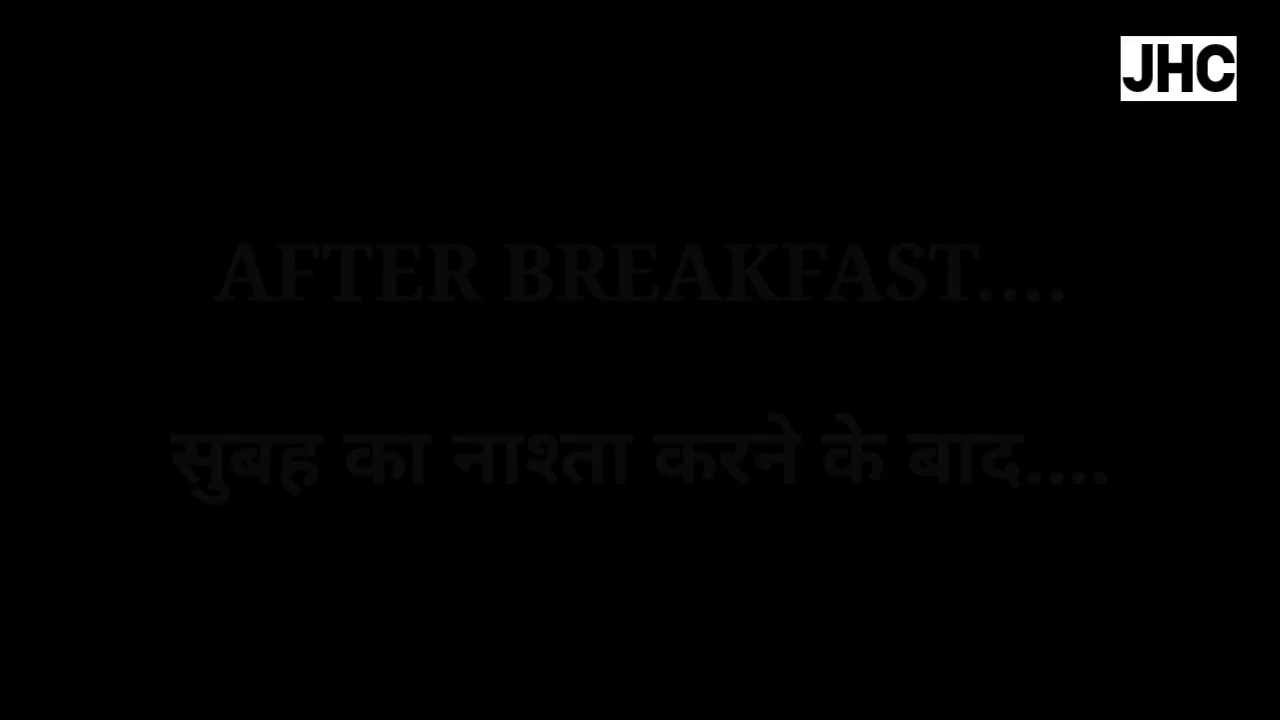 JHC
AFTER BREAKFAST....
सुबह का नाश्ता करने के बाद....